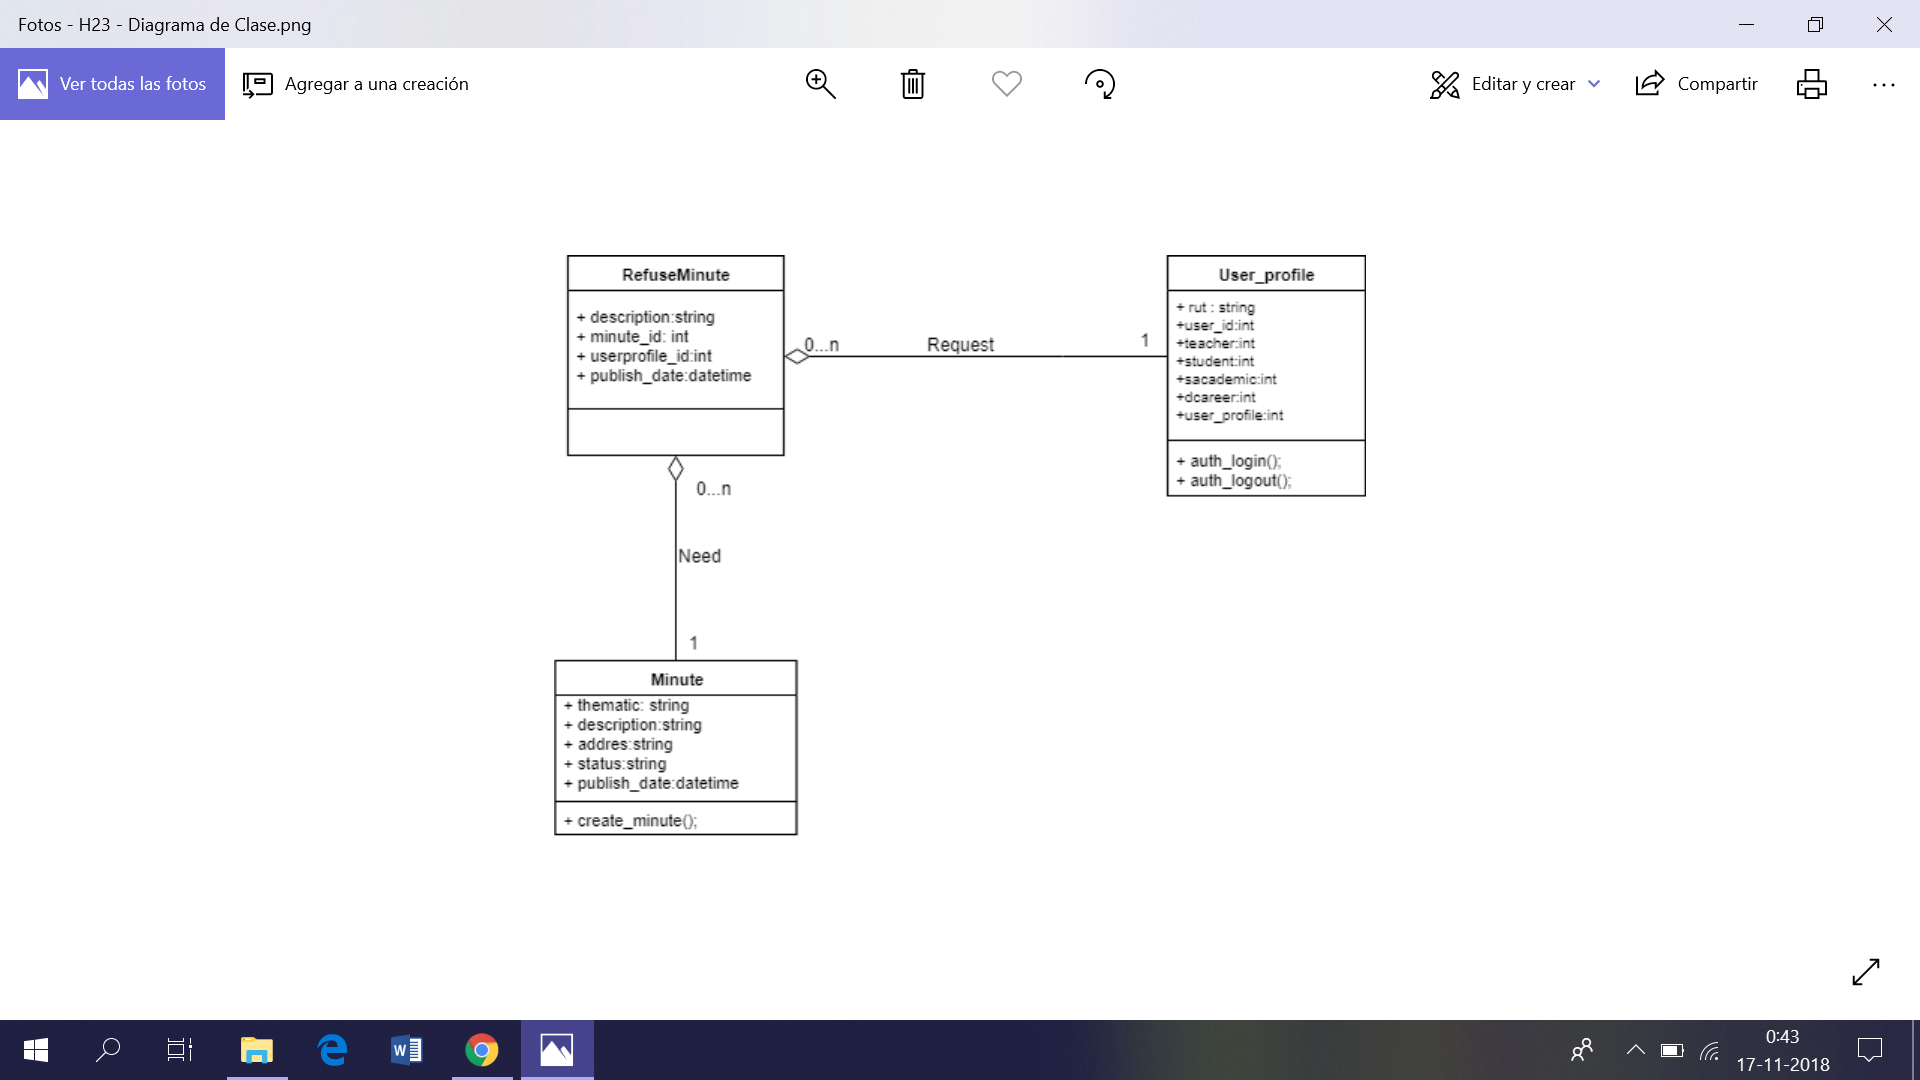 Fotos - H23 - Diagrama de Clase.png
Ver todas las fotos
Agregar a una creación
Editar y crear
Compartir
RefuseMinute
+ description:string
+ minute_id: int
+ userprofile_id:int
+ publish_date:datetime
0...n
Request
1
User_profile
+ rut : string
+user_id:int
+teacher:int
+student:int
+sacademic:int
+dcareer:int
+user_profile:int
+ auth_login();
+ auth_logout();
0...n
Need
1
Minute
+ thematic: string
+ description:string
+ addres:string
+ status:string
+ publish_date:datetime
+ create_minute();
0:43
17-11-2018